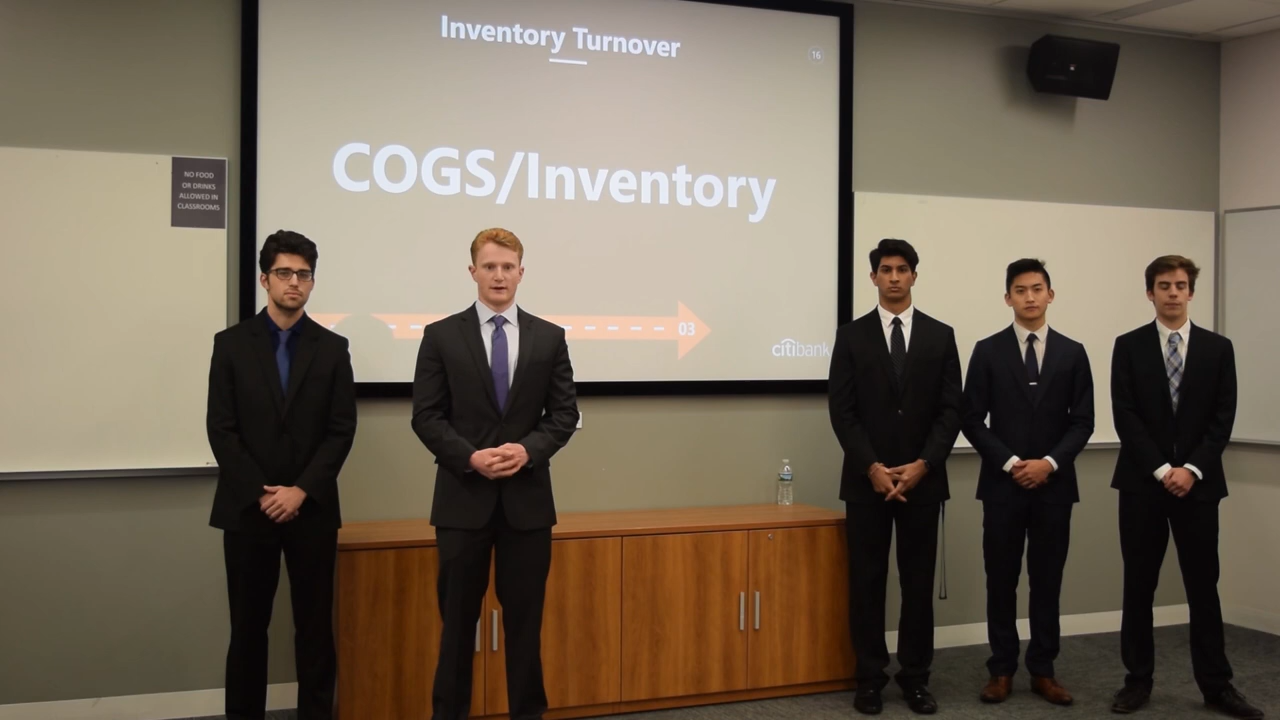 Inventory Turnover
16
COGS/Inventory
03
citibank
NO FOOD
OR DRINKS
ALLOWED IN
CLASSROOMS